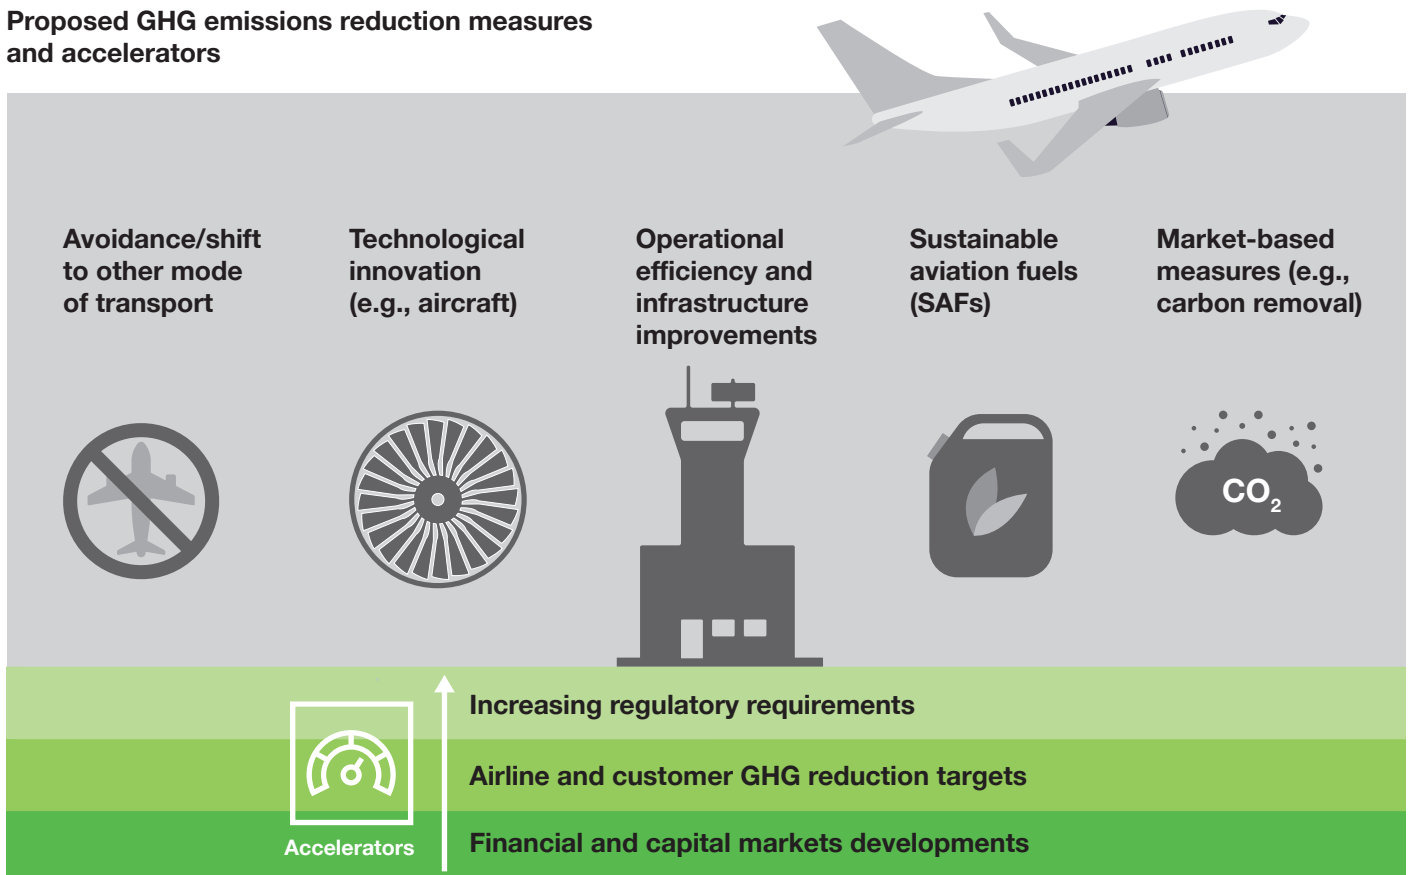 Proposed GHG emissions reduction measures
and accelerators
Avoidance/shift
to other mode
of transport
Technological
innovation
(e.g., aircraft)
Operational
efficiency and
infrastructure
improvements
Sustainable
aviation fuels
(SAFs)
Market-based
measures (e.g.,
carbon removal)
CO₂
Increasing regulatory requirements
Airline and customer GHG reduction targets
Accelerators
Financial and capital markets developments